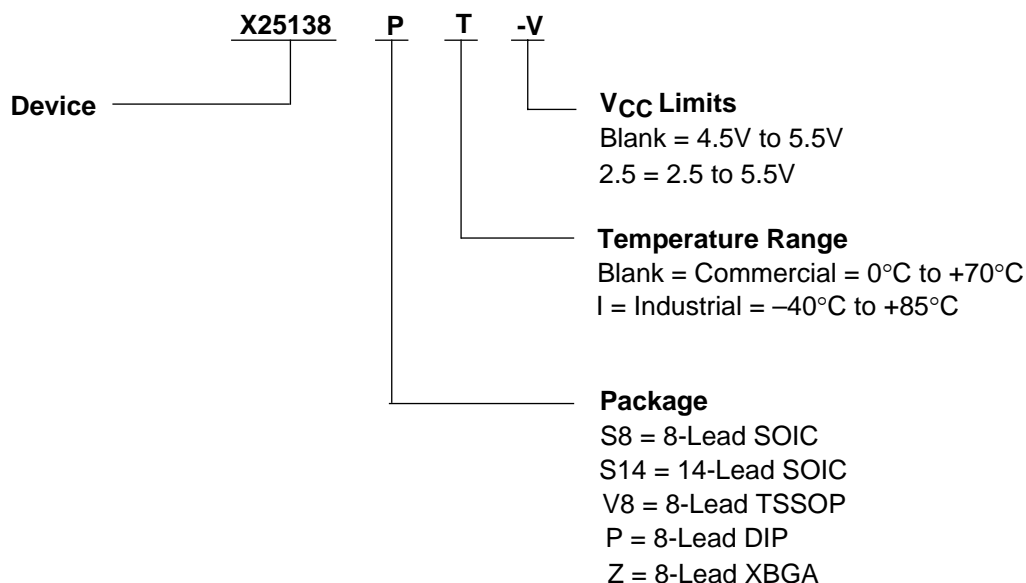 X25138 P T -V
Device
VCC Limits
Blank = 4.5V to 5.5V
2.5 = 2.5 to 5.5V
Temperature Range
Blank = Commercial = 0°C to +70°C
I = Industrial = –40°C to +85°C
Package
S8 = 8-Lead SOIC
S14 = 14-Lead SOIC
V8 = 8-Lead TSSOP
P = 8-Lead DIP
Z = 8-Lead XBGA